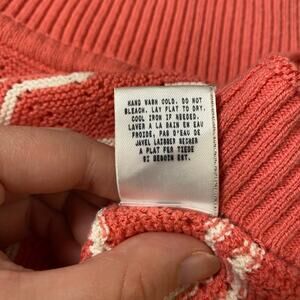 HAND WASH COLD. DO NOT
BLEACH. LAY FLAT TO DRY.
COOL IRON IF NEEDED.
LAVER A LA BAIN EN EAU
FROIDE, PAS D'EAU DE
JAVEL LAISSER SECHER
A PLAT FER TIEDE
SI BESOIN EST.